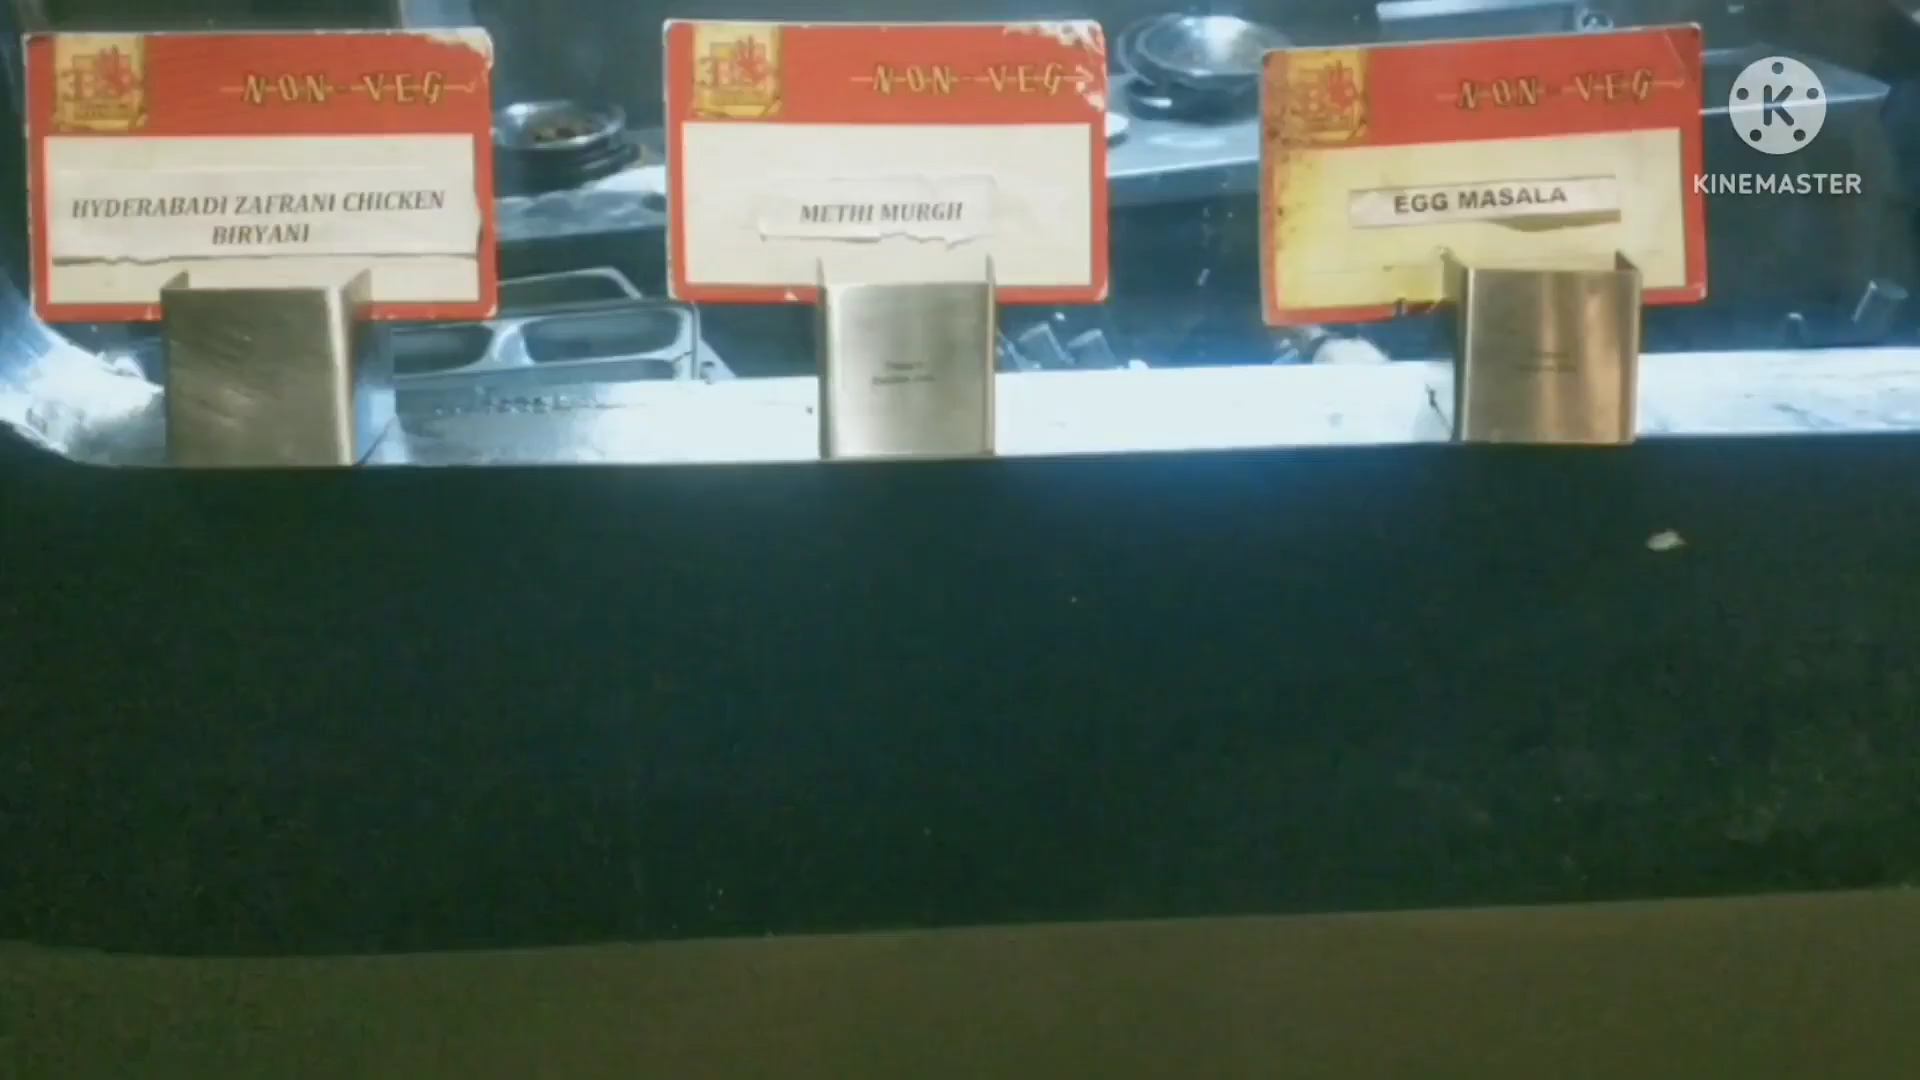 NON-VEG
HYDERABADI ZAFRANI CHICKEN
BIRYANI
NON-VEG
METHI MURGH
NON-VEG
EGG MASALA
K
KINEMASTER